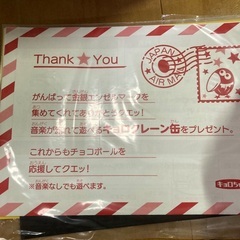 Thank★You
JAPAN
AIR MAIL
がんばって金銀エンゼルマークを
集めてくれてありがとクエッ!
音楽が流れて遊べるキョロクレーン缶をプレゼント。
これからもチョコボールを
応援してクエッ!
※音楽なしでも遊べます。
キョロちゃん